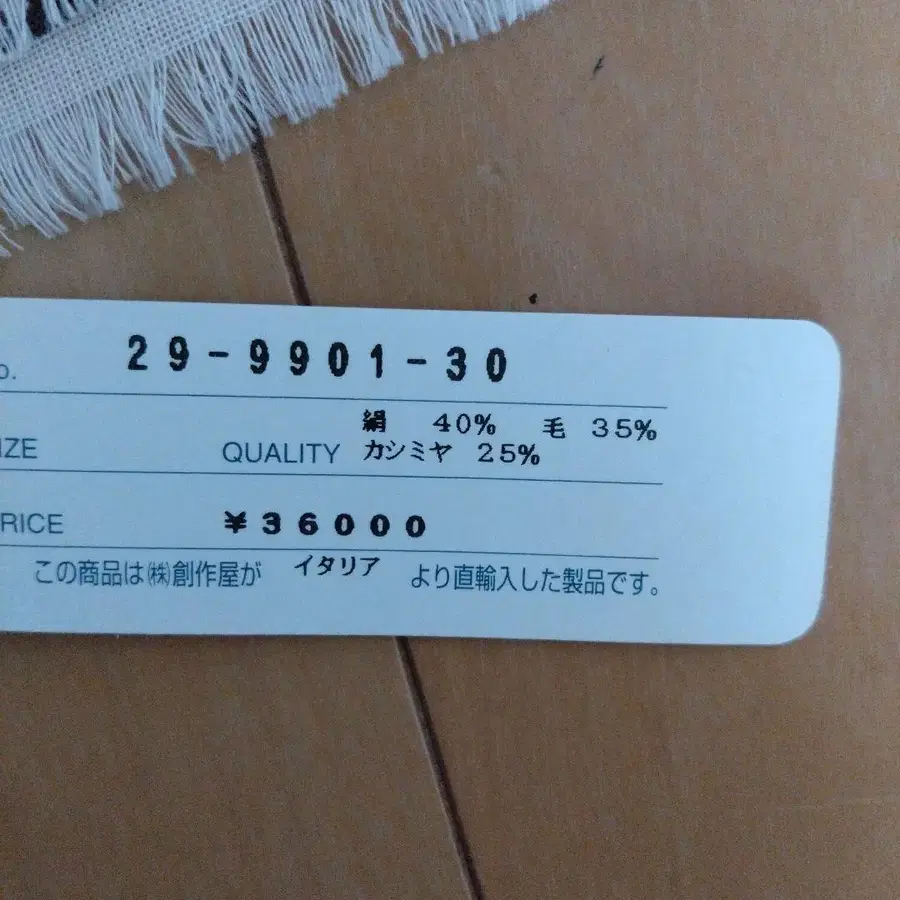 o. 29-9901-30
絹 40% 毛 35%
IZE QUALITY カシミヤ 25%
RICE ¥36000
この商品は㈱創作屋が イタリア より直輸入した製品です。